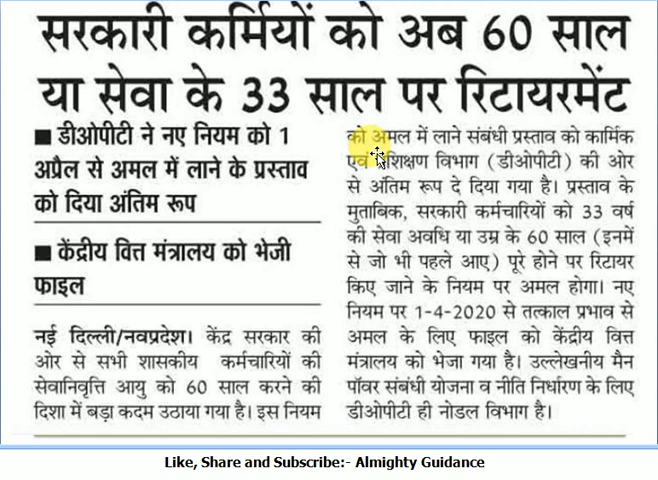 सरकारी कर्मियों को अब 60 साल
या सेवा के 33 साल पर रिटायरमेंट
■ डीओपीटी ने नए नियम को 1
अप्रैल से अमल में लाने के प्रस्ताव
को दिया अंतिम रूप
■ केंद्रीय वित्त मंत्रालय को भेजी
फाइल
नई दिल्ली/नवप्रदेश। केंद्र सरकार की
ओर से सभी शासकीय कर्मचारियों की
सेवानिवृत्ति आयु को 60 साल करने की
दिशा में बड़ा कदम उठाया गया है। इस नियम
को अमल में लाने संबंधी प्रस्ताव को कार्मिक
एवं प्रशिक्षण विभाग (डीओपीटी) की ओर
से अंतिम रूप दे दिया गया है। प्रस्ताव के
मुताबिक, सरकारी कर्मचारियों को 33 वर्ष
की सेवा अवधि या उम्र के 60 साल (इनमें
से जो भी पहले आए) पूरे होने पर रिटायर
किए जाने के नियम पर अमल होगा। नए
नियम पर 1-4-2020 से तत्काल प्रभाव से
अमल के लिए फाइल को केंद्रीय वित्त
मंत्रालय को भेजा गया है। उल्लेखनीय मैन
पॉवर संबंधी योजना व नीति निर्धारण के लिए
डीओपीटी ही नोडल विभाग है।
Like, Share and Subscribe:- Almighty Guidance